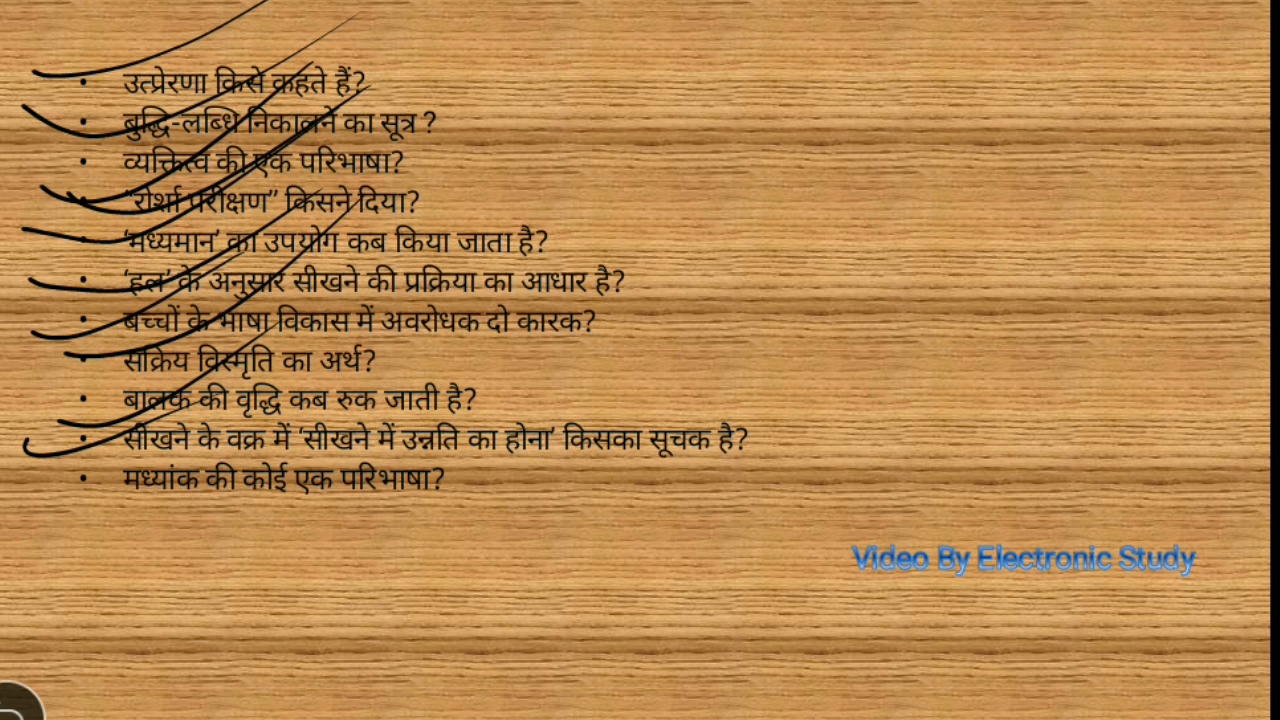 • उत्प्रेरणा किसे कहते हैं?
• बुद्धि-लब्धि निकालने का सूत्र ?
• व्यक्तित्व की एक परिभाषा?
• “रोर्शा परीक्षण” किसने दिया?
• ‘मध्यमान’ का उपयोग कब किया जाता है?
• ‘हल’ के अनुसार सीखने की प्रक्रिया का आधार है?
• बच्चों के भाषा विकास में अवरोधक दो कारक?
• सक्रिय विस्मृति का अर्थ?
• बालक की वृद्धि कब रुक जाती है?
• सीखने के वक्र में ‘सीखने में उन्नति का होना’ किसका सूचक है?
• मध्यांक की कोई एक परिभाषा?
Video By Electronic Study